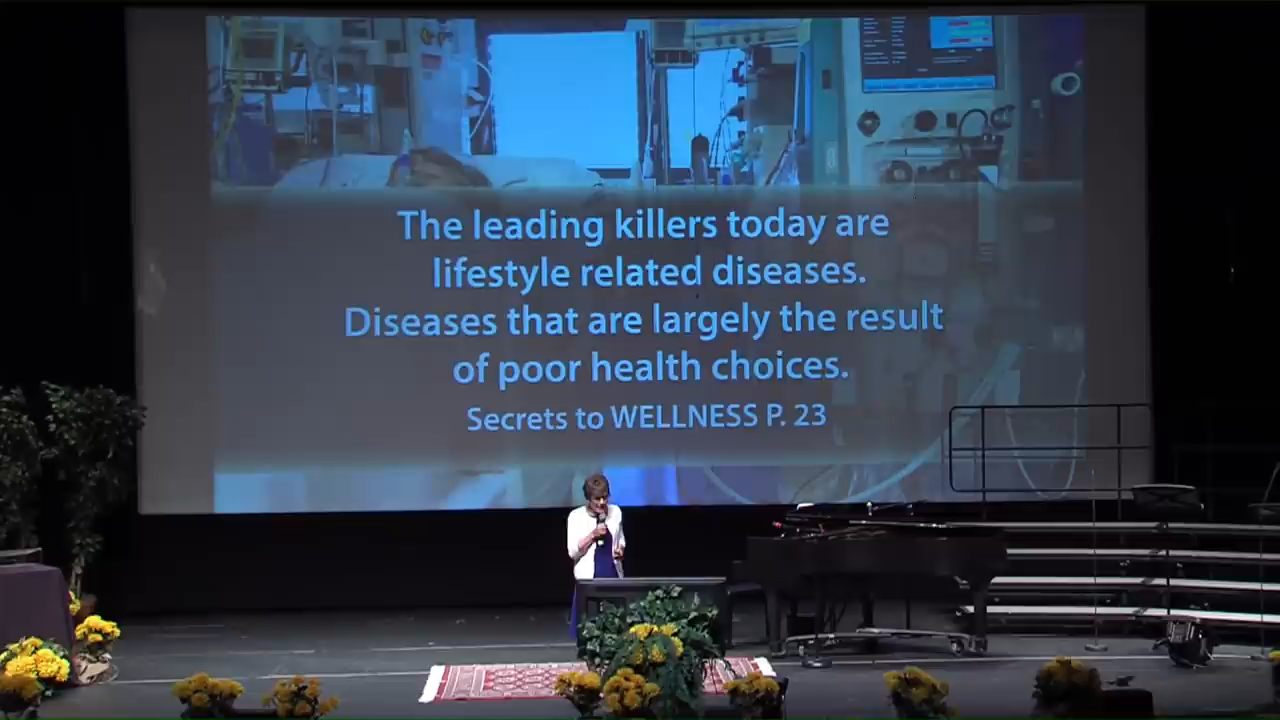 The leading killers today are
lifestyle related diseases.
Diseases that are largely the result
of poor health choices.
Secrets to WELLNESS P. 23